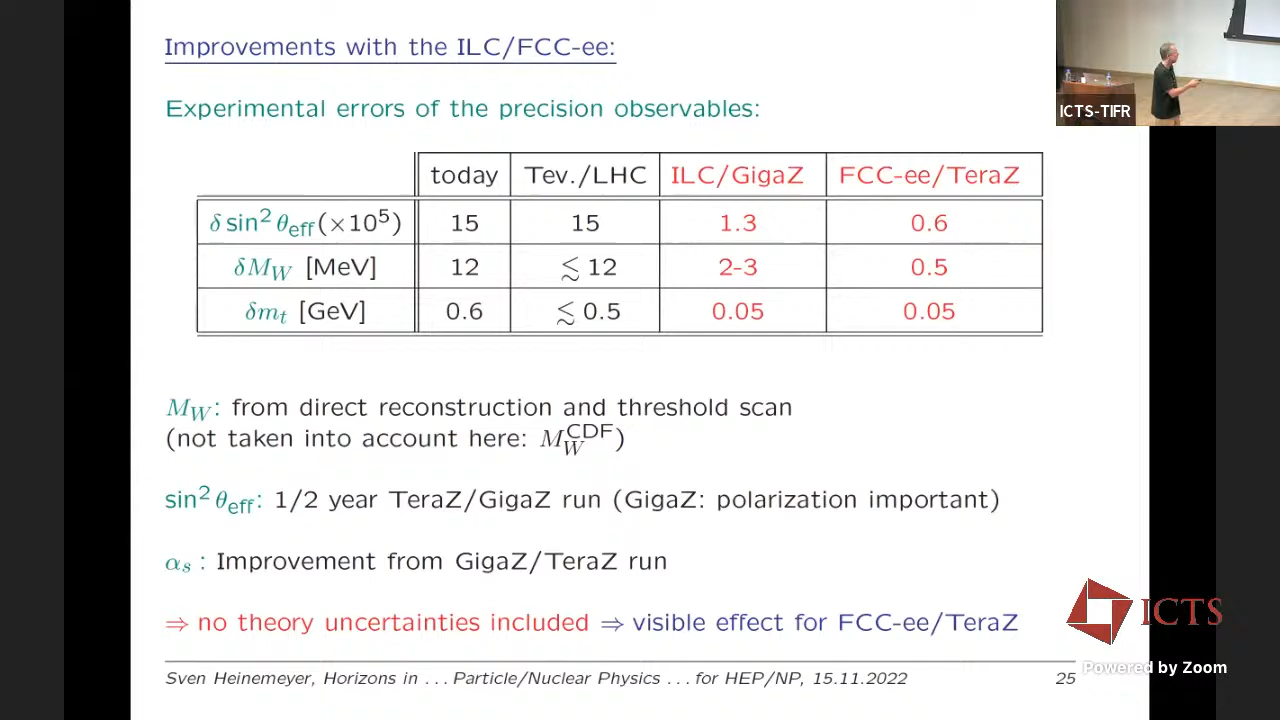 Improvements with the ILC/FCC-ee:
Experimental errors of the precision observables:
today Tev./LHC ILC/GigaZ FCC-ee/TeraZ
δ sin² θeff(×10⁵) 15 15 1.3 0.6
δM_W [MeV] 12 ≲ 12 2-3 0.5
δm_t [GeV] 0.6 ≲ 0.5 0.05 0.05
M_W: from direct reconstruction and threshold scan
(not taken into account here: M_W^CDF)
sin² θeff: 1/2 year TeraZ/GigaZ run (GigaZ: polarization important)
α_s : Improvement from GigaZ/TeraZ run
⇒ no theory uncertainties included ⇒ visible effect for FCC-ee/TeraZ
Sven Heinemeyer, Horizons in ... Particle/Nuclear Physics ... for HEP/NP, 15.11.2022 25
ICTS-TIFR
ICTS
Powered by Zoom